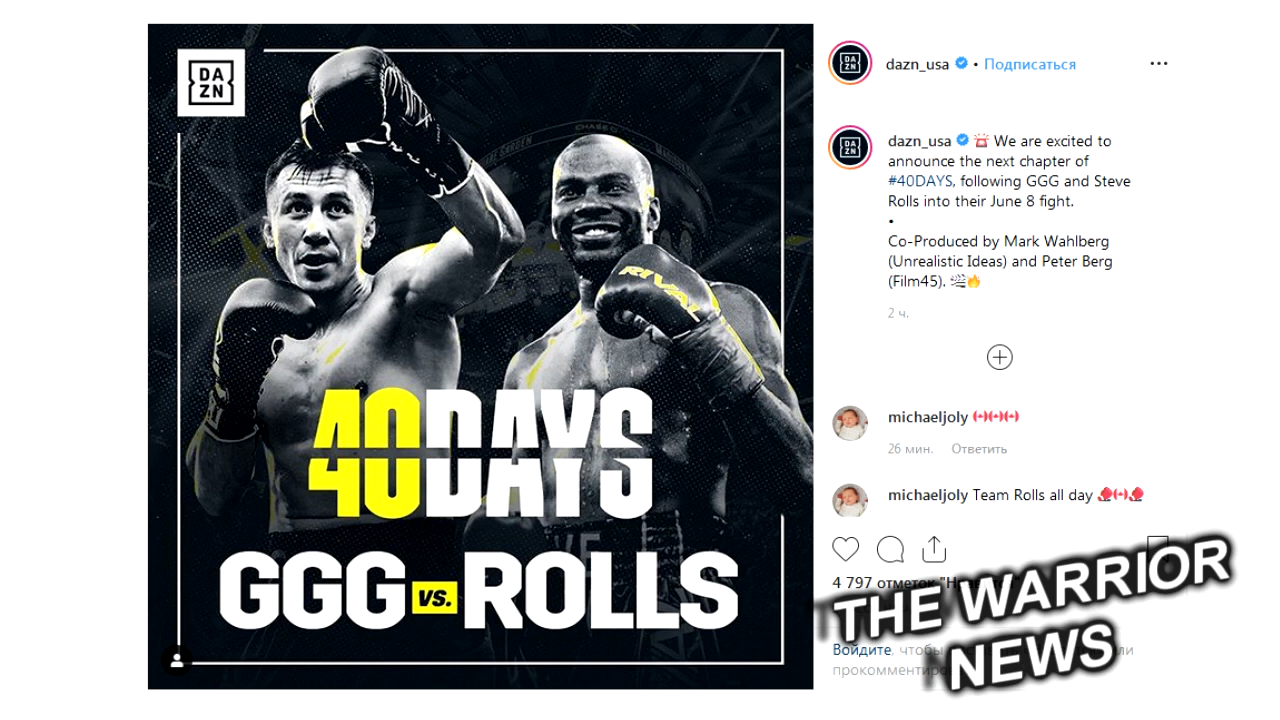 DA
ZN
RIVAL
40DAYS
GGG VS. ROLLS
dazn_usa • Подписаться
dazn_usa 🚨 We are excited to
announce the next chapter of
#40DAYS, following GGG and Steve
Rolls into their June 8 fight.
•
Co-Produced by Mark Wahlberg
(Unrealistic Ideas) and Peter Berg
(Film45). 🎬🔥
2 ч.
michaeljoly 🇨🇦🇨🇦🇨🇦
26 мин. Ответить
michaeljoly Team Rolls all day 🥊🇨🇦🥊
4 797 отметок
THE WARRIOR
NEWS
Войдите, чтобы